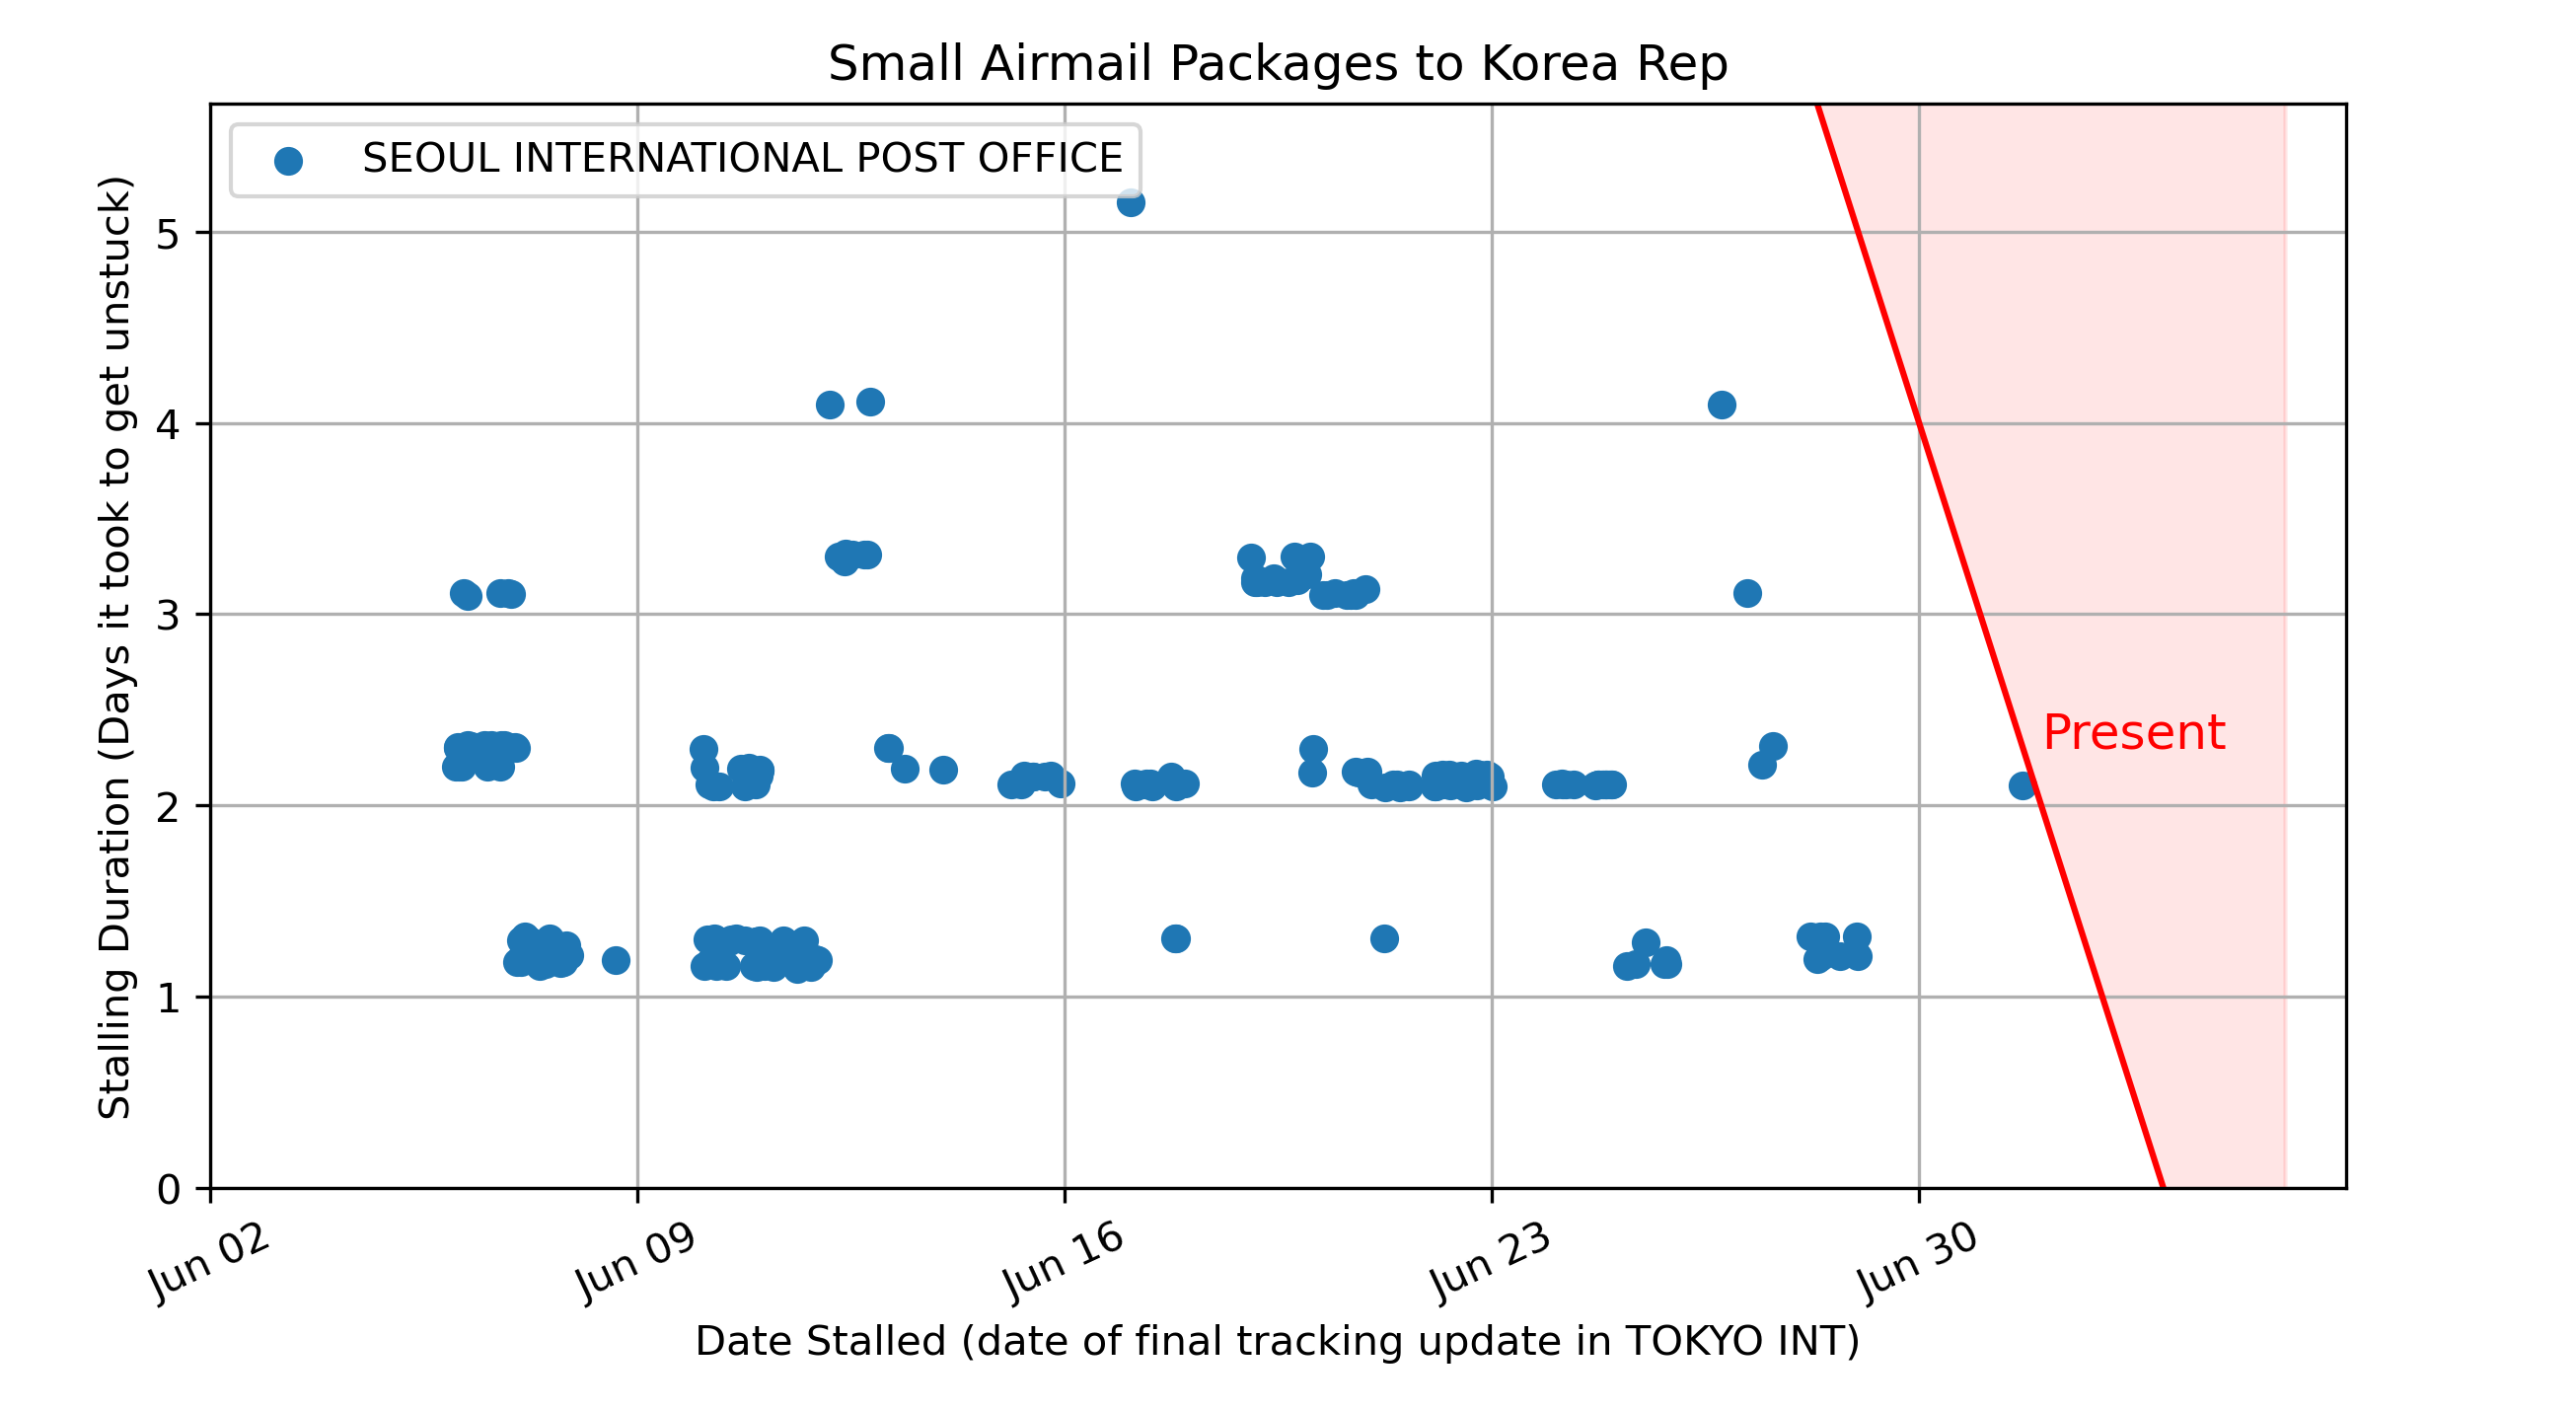 Small Airmail Packages to Korea Rep
SEOUL INTERNATIONAL POST OFFICE
Stalling Duration (Days it took to get unstuck)
5
4
3
2
1
0
Present
Jun 02
Jun 09
Jun 16
Jun 23
Jun 30
Date Stalled (date of final tracking update in TOKYO INT)